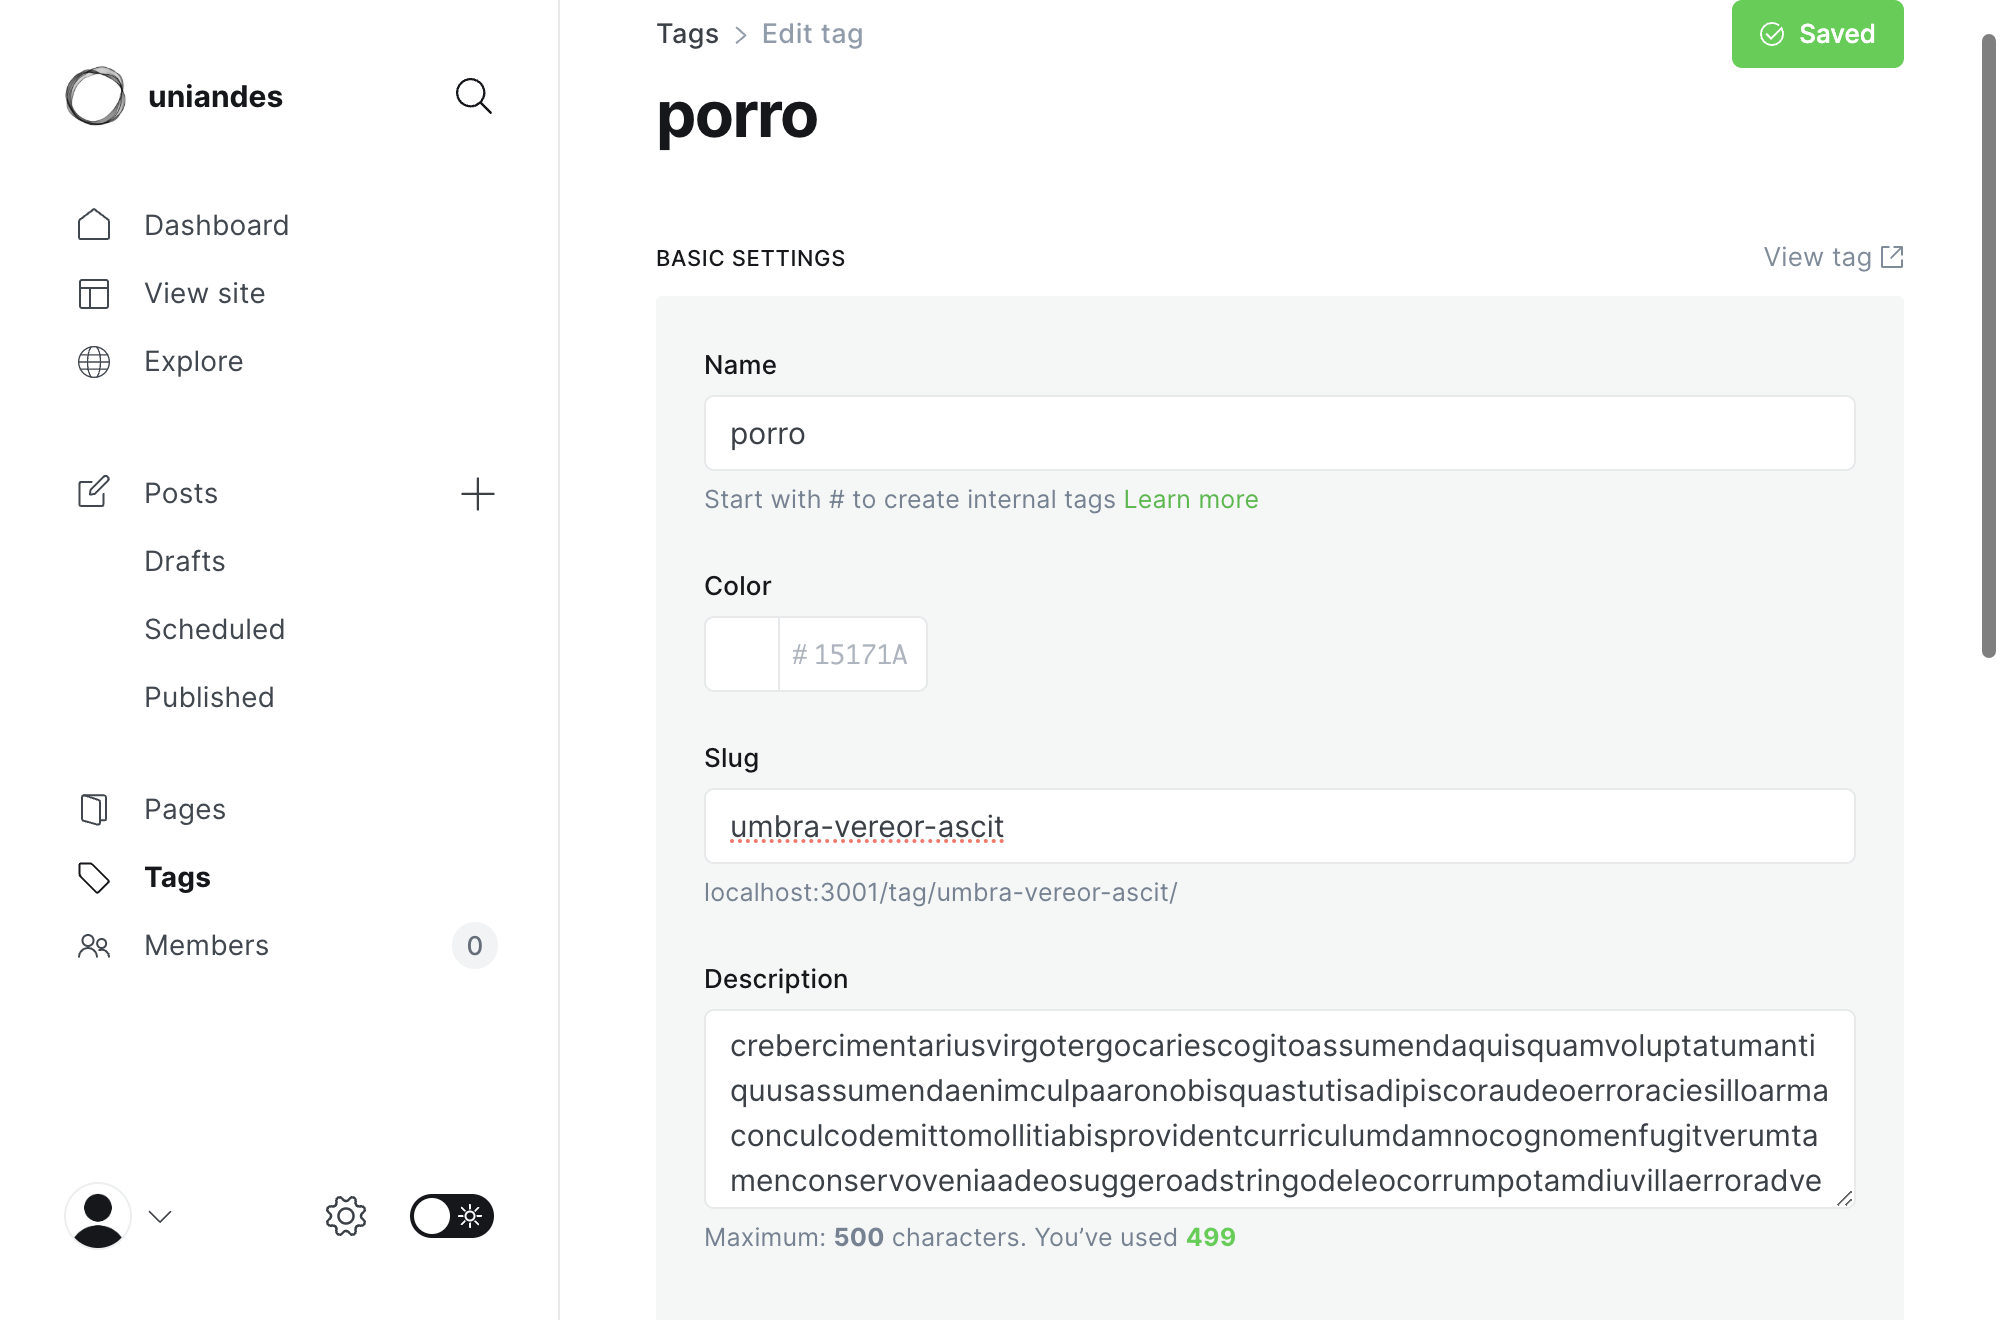 uniandes
Dashboard
View site
Explore
Posts
Drafts
Scheduled
Published
Pages
Tags
Members 0
Tags > Edit tag
Saved
porro
BASIC SETTINGS
View tag
Name
porro
Start with # to create internal tags Learn more
Color
# 15171A
Slug
umbra-vereor-ascit
localhost:3001/tag/umbra-vereor-ascit/
Description
crebercimentariusvirgotergocariescogitoassumendaquisquamvoluptatumanti
quusassumendaenimculpaaronobisquastutisadipiscoraudeoerroraciesilloarma
conculcodemittomollitiabisprovidentcurriculumdamnocognomenfugitverumta
menconservoveniaadeosuggeroadstringodeleocorrumpotamdiuvillaerroradve
Maximum: 500 characters. You’ve used 499